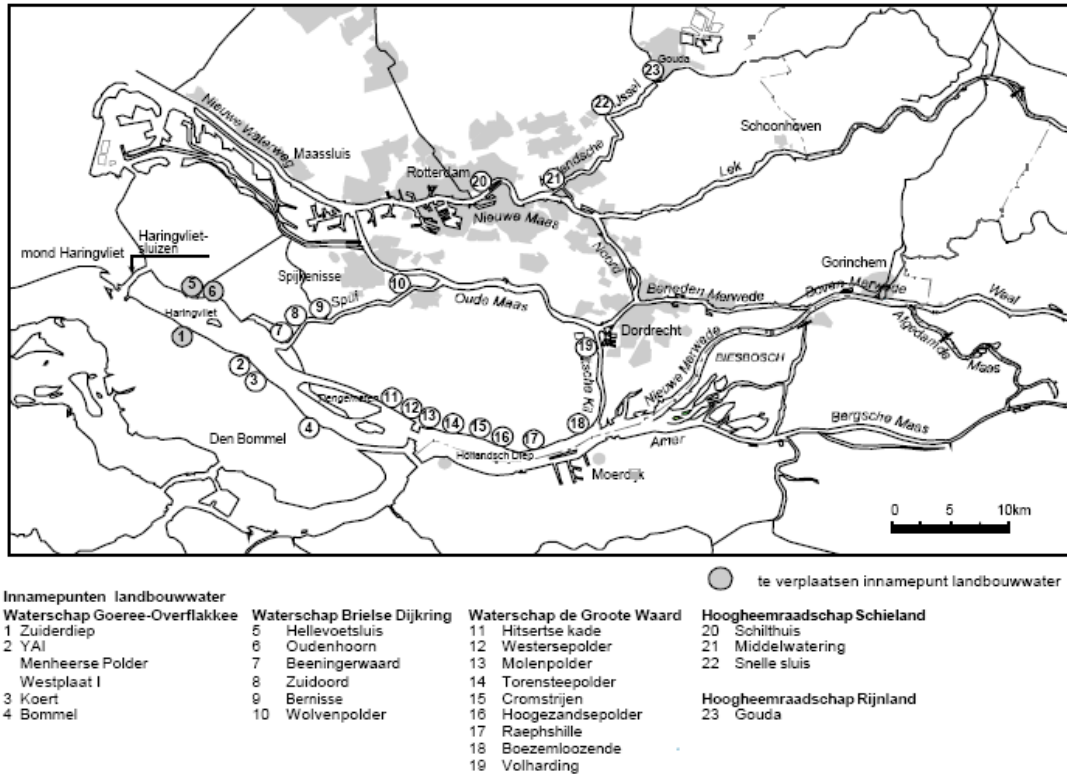 Gouda
23
IJssel
22
Nieuwe Waterweg
Schoonhoven
Maassluis
Rotterdam
20
21
Hollandsche
Lek
Nieuwe Maas
Haringvliet-
sluizen
mond Haringvliet
Noord
Gorinchem
Spijkenisse
10
Boven Merwede
5
6
Spui
Oude Maas
Beneden Merwede
Waal
9
8
Haringvliet
7
Dordrecht
Afgedamde
Maas
1
19
Nieuwe Merwede
BIESBOSCH
2
3
11
12
13
14
15
16
17
18
4
Den Bommel
Bergsche Maas
Amer
Hollandsch Diep
Moerdijk
0 5 10km
te verplaatsen innamepunt landbouwwater
Innamepunten landbouwwater
Waterschap Goeree-Overflakkee
1 Zuiderdiep
2 YAI
Menheerse Polder
Westplaat I
3 Koert
4 Bommel
Waterschap Brielse Dijkring
5 Hellevoetsluis
6 Oudenhoorn
7 Beeningerwaard
8 Zuidoord
9 Bernisse
10 Wolvenpolder
Waterschap de Groote Waard
11 Hitsertse kade
12 Westersepolder
13 Molenpolder
14 Torensteepolder
15 Cromstrijen
16 Hoogezandsepolder
17 Raephshille
18 Boezemloozende
19 Volharding
Hoogheemraadschap Schieland
20 Schilthuis
21 Middelwatering
22 Snelle sluis
Hoogheemraadschap Rijnland
23 Gouda